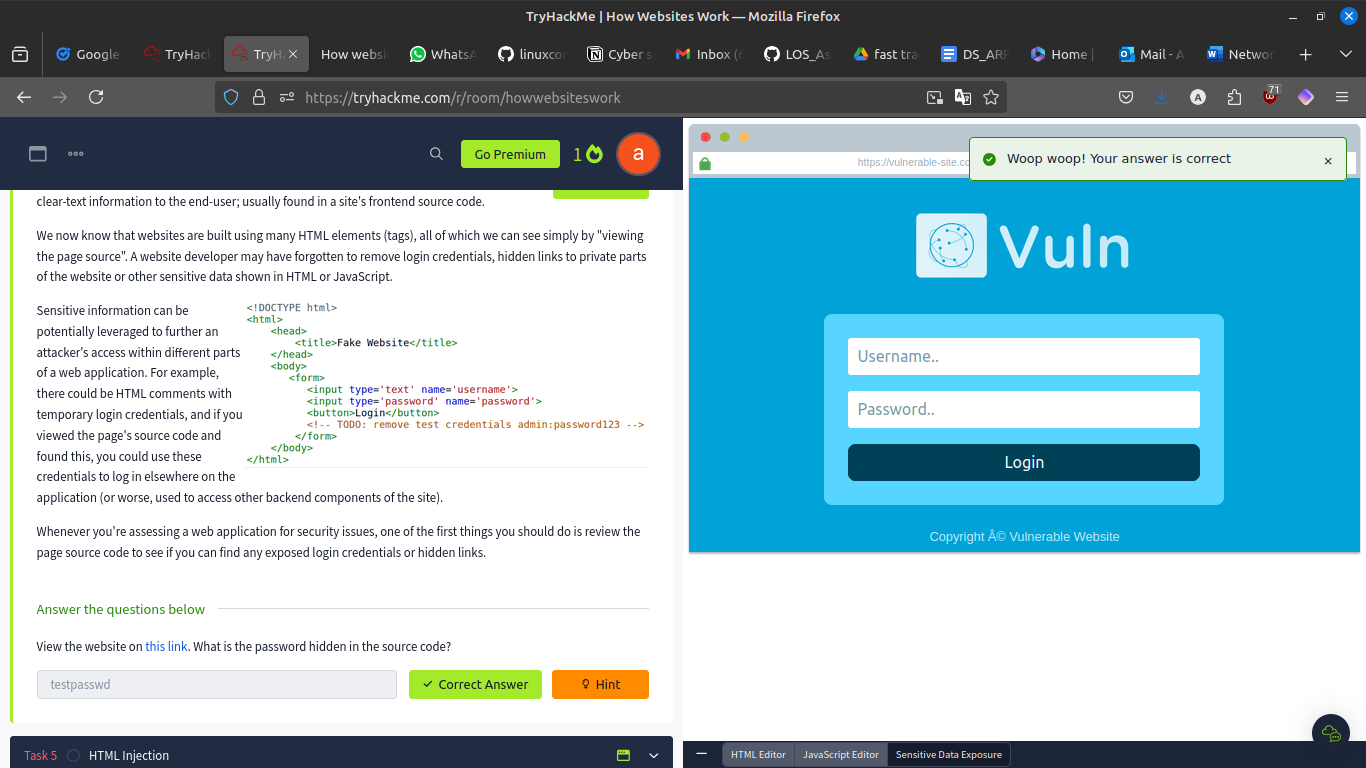 TryHackMe | How Websites Work — Mozilla Firefox
Google
TryHack
TryH
How websi
WhatsA
linuxcon
Cyber s
Inbox (6
LOS_As
fast tra
DS_ARR
Home |
Mail - A
Networ
https://tryhackme.com/r/room/howwebsiteswork
A
71
Go Premium
1
a
clear-text information to the end-user; usually found in a site's frontend source code.
We now know that websites are built using many HTML elements (tags), all of which we can see simply by "viewing
the page source". A website developer may have forgotten to remove login credentials, hidden links to private parts
of the website or other sensitive data shown in HTML or JavaScript.
Sensitive information can be
potentially leveraged to further an
attacker's access within different parts
of a web application. For example,
there could be HTML comments with
temporary login credentials, and if you
viewed the page's source code and
found this, you could use these
credentials to log in elsewhere on the
application (or worse, used to access other backend components of the site).
<!DOCTYPE html>
<html>
<head>
<title>Fake Website</title>
</head>
<body>
<form>
<input type='text' name='username'>
<input type='password' name='password'>
<button>Login</button>
<!-- TODO: remove test credentials admin:password123 -->
</form>
</body>
</html>
Whenever you're assessing a web application for security issues, one of the first things you should do is review the
page source code to see if you can find any exposed login credentials or hidden links.
Answer the questions below
View the website on this link. What is the password hidden in the source code?
testpasswd
Correct Answer
Hint
Task 5
HTML Injection
https://vulnerable-site.co
Woop woop! Your answer is correct
×
Vuln
Username..
Password..
Login
Copyright Â© Vulnerable Website
HTML Editor
JavaScript Editor
Sensitive Data Exposure